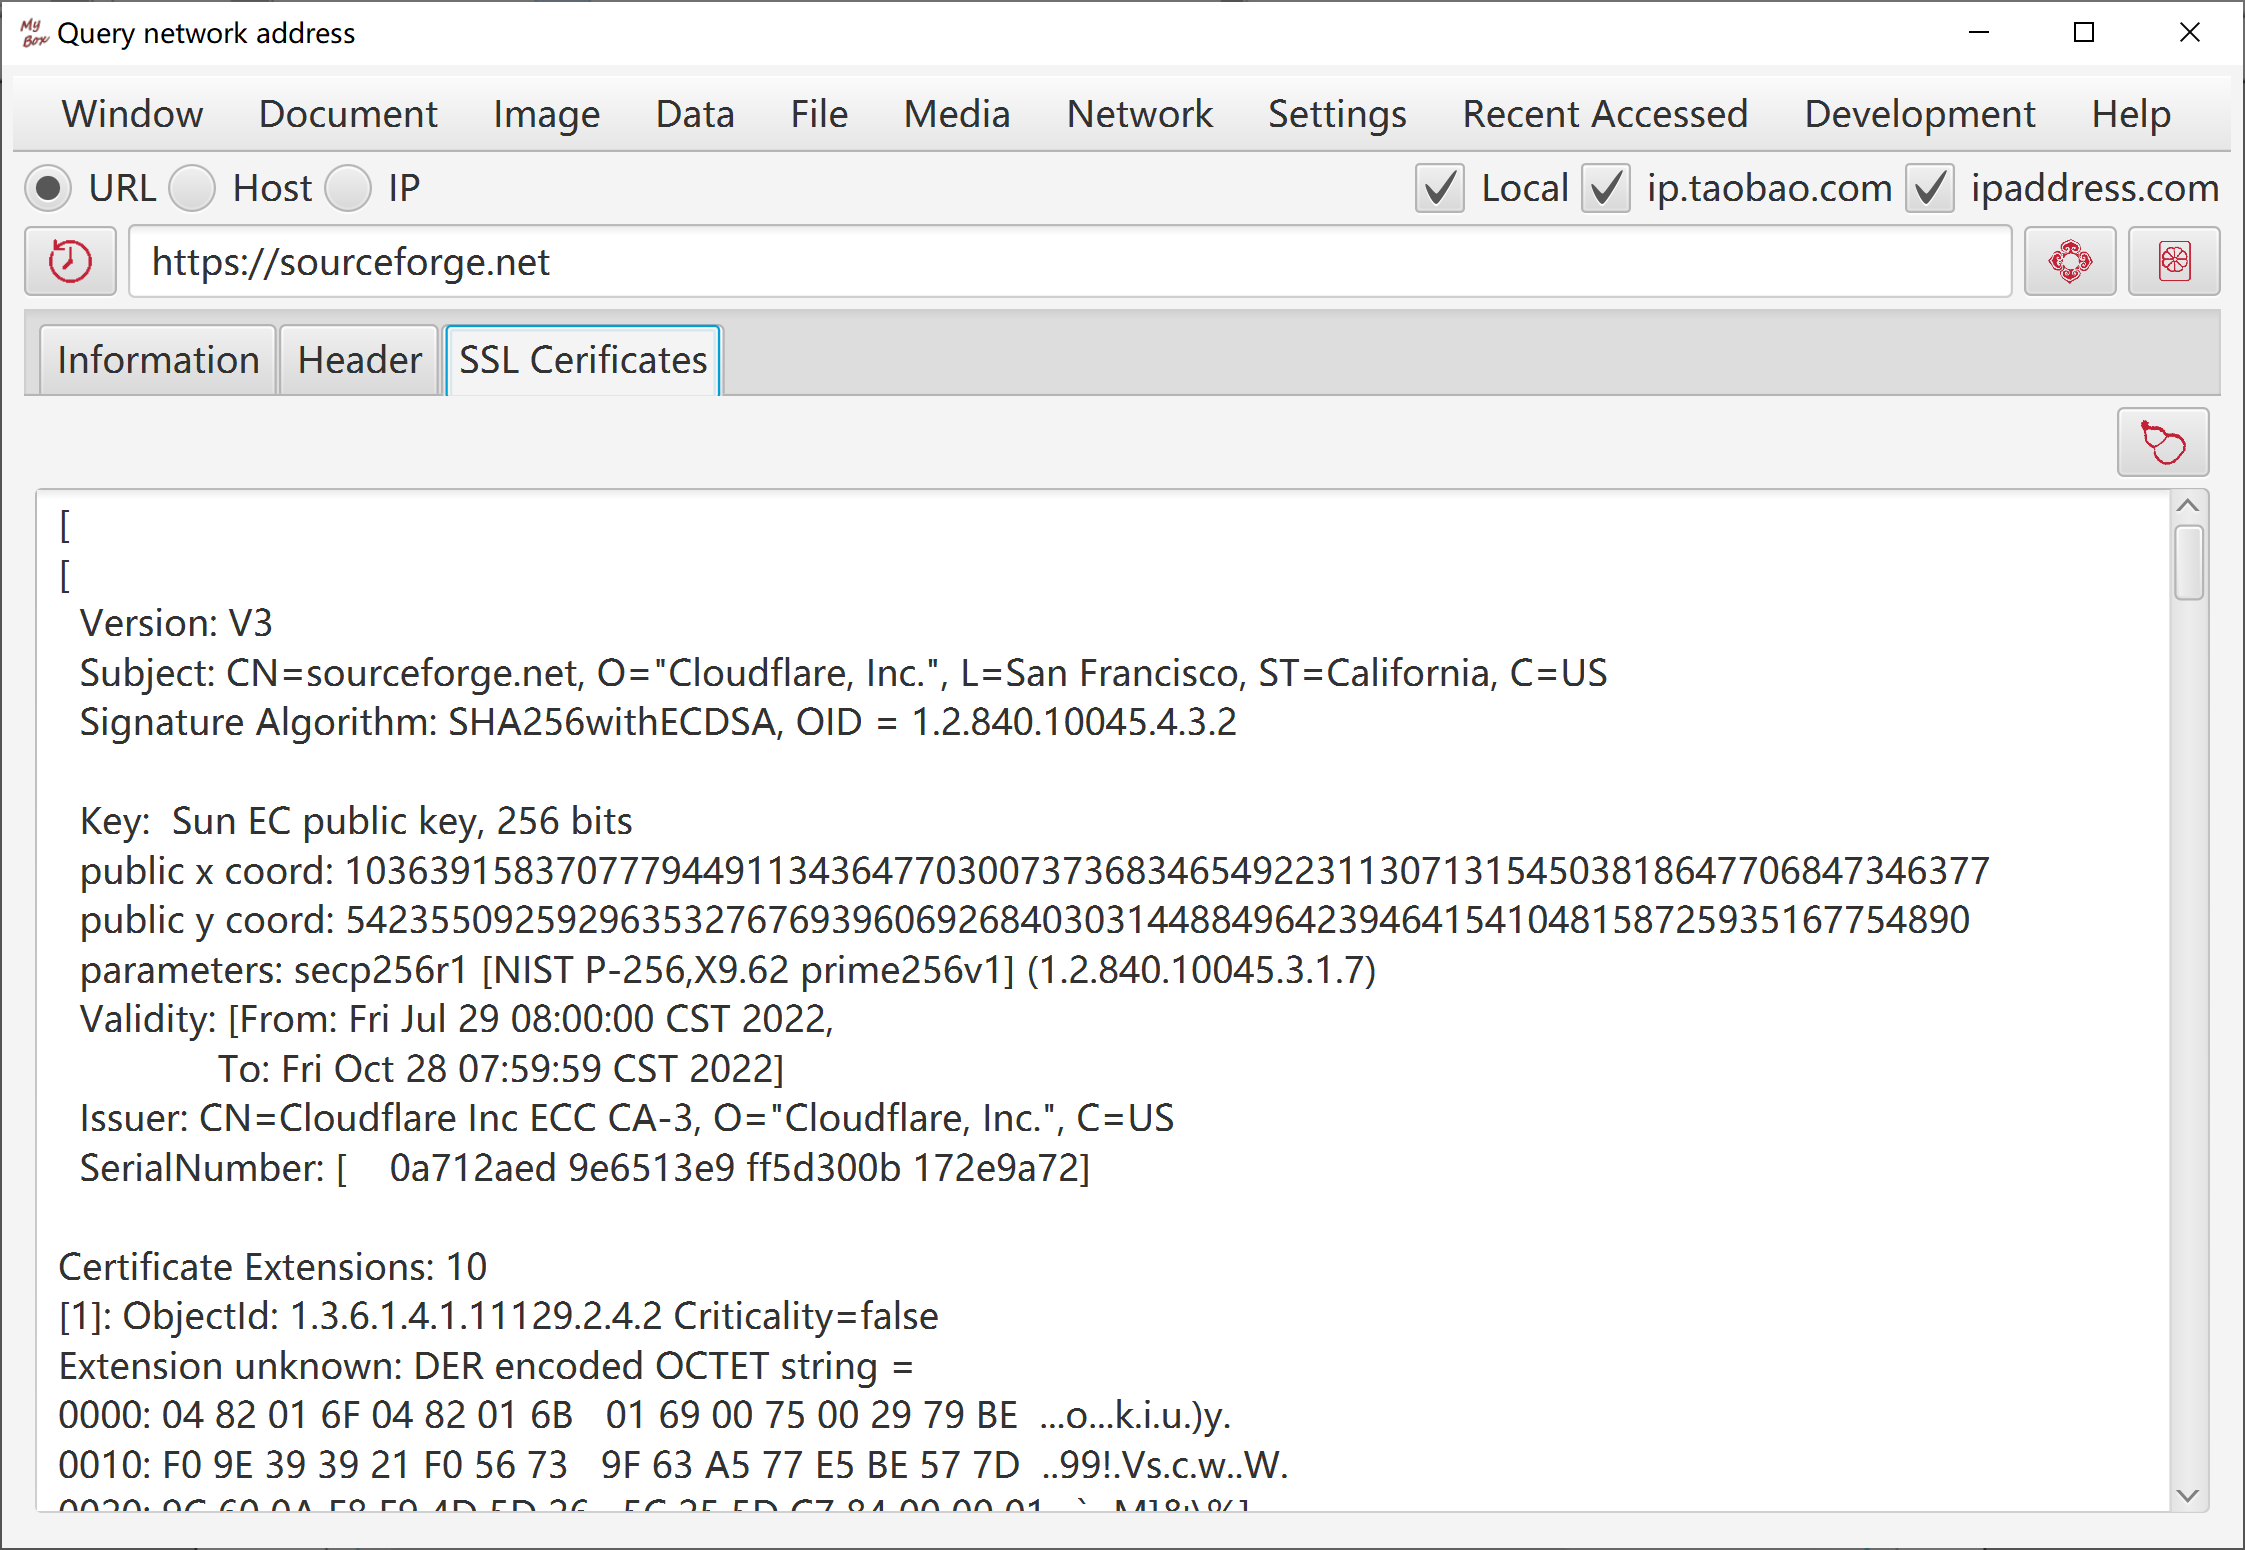 My Box Query network address
Window Document Image Data File Media Network Settings Recent Accessed Development Help
URL Host IP Local ip.taobao.com ipaddress.com
https://sourceforge.net
Information Header SSL Cerificates
[
[
Version: V3
Subject: CN=sourceforge.net, O="Cloudflare, Inc.", L=San Francisco, ST=California, C=US
Signature Algorithm: SHA256withECDSA, OID = 1.2.840.10045.4.3.2
Key: Sun EC public key, 256 bits
public x coord: 103639158370777944911343647703007373683465492231130713154503818647706847346377
public y coord: 54235509259296353276769396069268403031448849642394641541048158725935167754890
parameters: secp256r1 [NIST P-256,X9.62 prime256v1] (1.2.840.10045.3.1.7)
Validity: [From: Fri Jul 29 08:00:00 CST 2022,
To: Fri Oct 28 07:59:59 CST 2022]
Issuer: CN=Cloudflare Inc ECC CA-3, O="Cloudflare, Inc.", C=US
SerialNumber: [ 0a712aed 9e6513e9 ff5d300b 172e9a72]
Certificate Extensions: 10
[1]: ObjectId: 1.3.6.1.4.1.11129.2.4.2 Criticality=false
Extension unknown: DER encoded OCTET string =
0000: 04 82 01 6F 04 82 01 6B 01 69 00 75 00 29 79 BE ...o...k.i.u.)y.
0010: F0 9E 39 39 21 F0 56 73 9F 63 A5 77 E5 BE 57 7D ..99!.Vs.c.w..W.